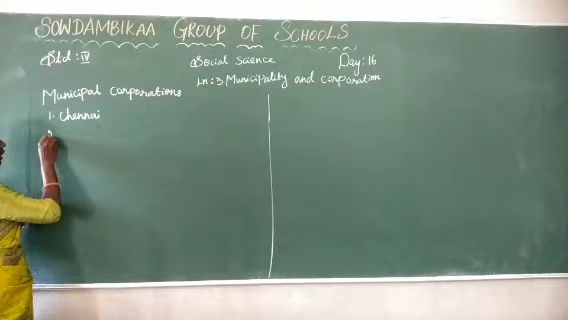 SOWDAMBIKAA GROUP OF SCHOOLS
Std : IV
Social Science
Day : 16
Ln : 3 Municipality and corporation
Municipal corporations
1. Chennai